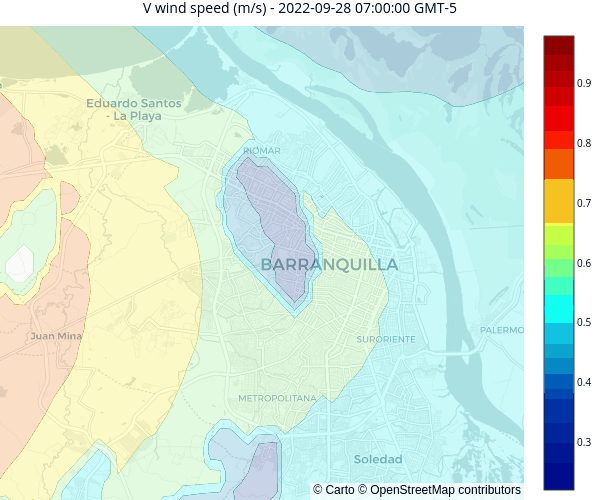 V wind speed (m/s) - 2022-09-28 07:00:00 GMT-5
0.9
Eduardo Santos
- La Playa
0.8
RIOMAR
0.7
BARRANQUILLA
0.6
0.5
PALERMO
Juan Mina
SURORIENTE
0.4
METROPOLITANA
0.3
Soledad
© Carto © OpenStreetMap contributors